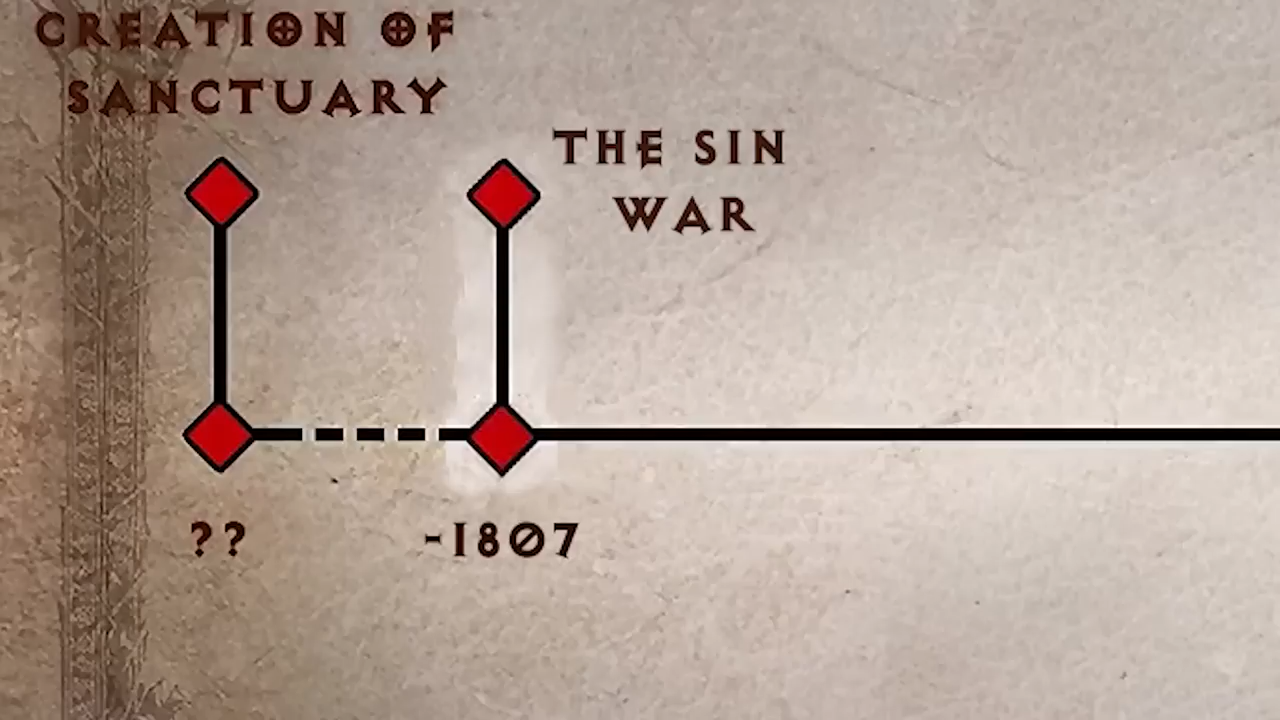 CREATION OF
SANCTUARY
THE SIN
WAR
??
-1807